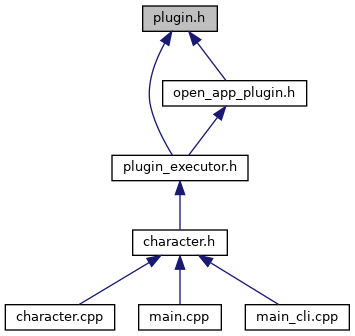 plugin.h
open_app_plugin.h
plugin_executor.h
character.h
character.cpp
main.cpp
main_cli.cpp